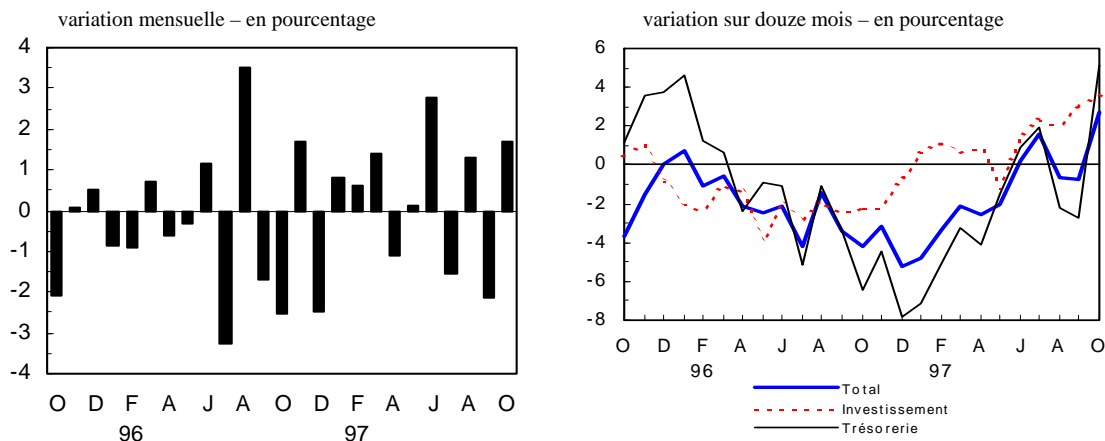 variation mensuelle – en pourcentage
4
3
2
1
0
-1
-2
-3
-4
O D F A J A O D F A J A O
96 97
variation sur douze mois – en pourcentage
6
4
2
0
-2
-4
-6
-8
O D F A J A O D F A J A O
96 97
Total
Investissement
Trésorerie